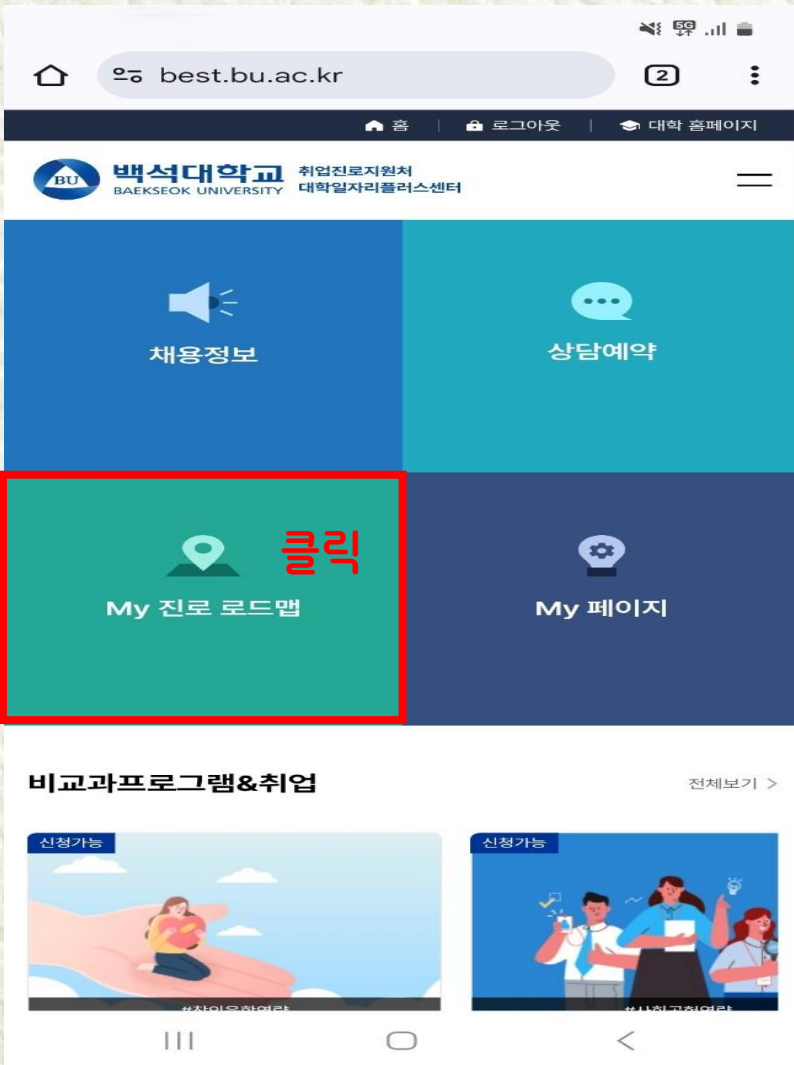 5G
best.bu.ac.kr
2
홈
로그아웃
대학 홈페이지
BU
백석대학교
BAEKSEOK UNIVERSITY
취업진로지원처
대학일자리플러스센터
채용정보
상담예약
클릭
My 진로 로드맵
My 페이지
비교과프로그램&취업
전체보기 >
신청가능
신청가능